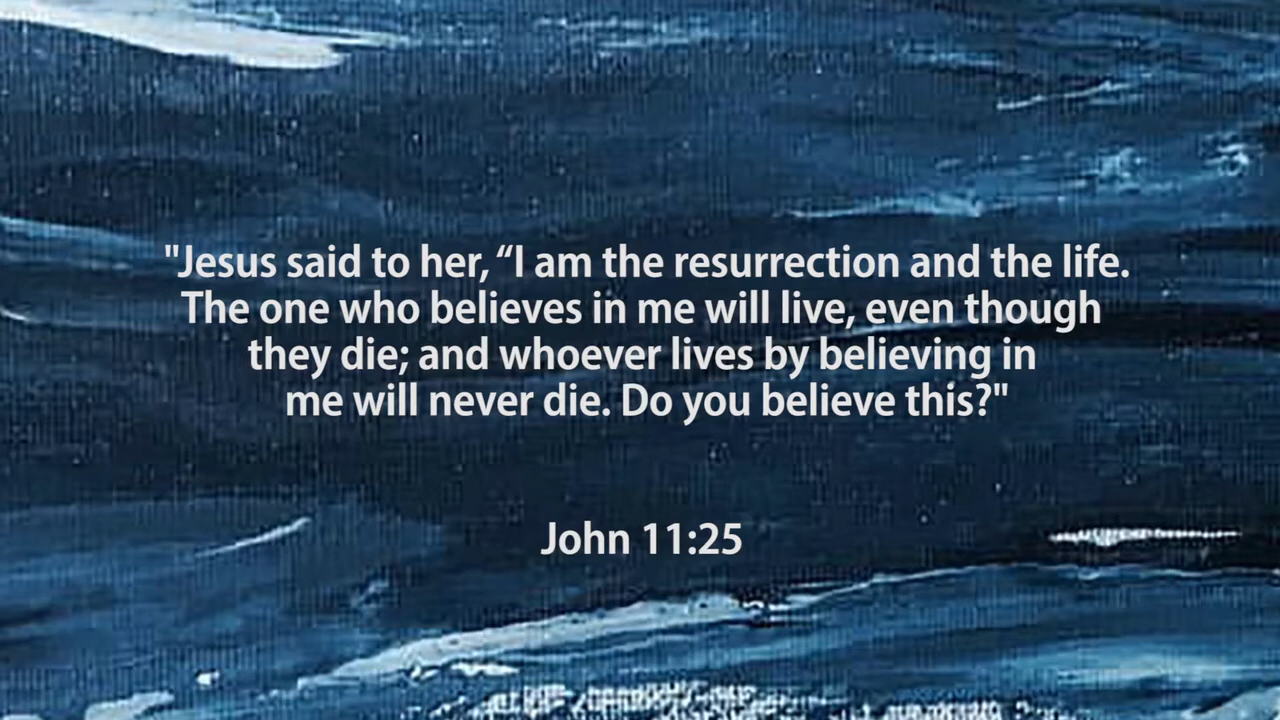 "Jesus said to her, “I am the resurrection and the life.
The one who believes in me will live, even though
they die; and whoever lives by believing in
me will never die. Do you believe this?"
John 11:25